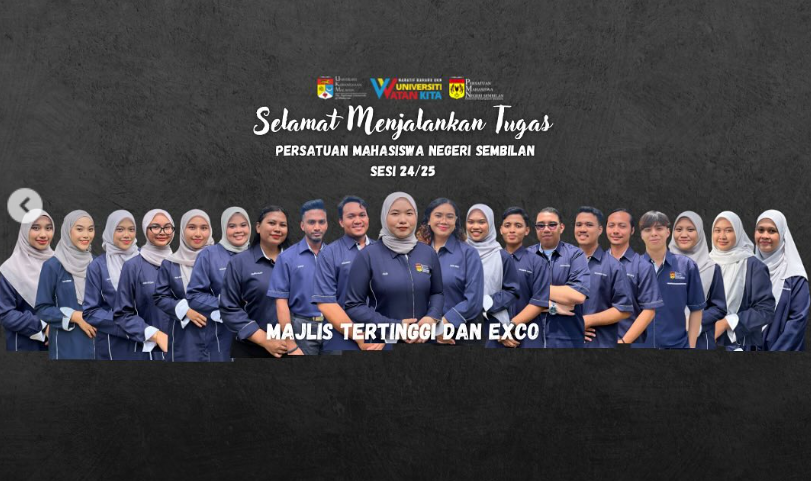 UNIVERSITI
WATAN KITA
Selamat Menjalankan Tugas
PERSATUAN MAHASISWA NEGERI SEMBILAN
SESI 24/25
MAJLIS TERTINGGI DAN EXCO